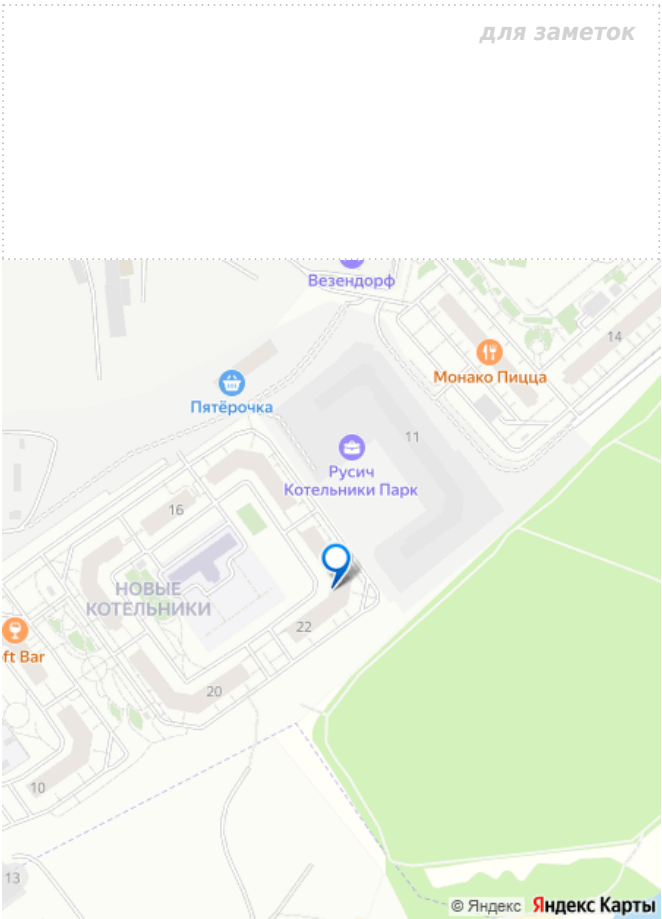 для заметок
Везендорф
14
Монако Пицца
Пятёрочка
11
Русич
Котельники Парк
16
НОВЫЕ
КОТЕЛЬНИКИ
22
ft Bar
20
10
13
© Яндекс Яндекс Карты